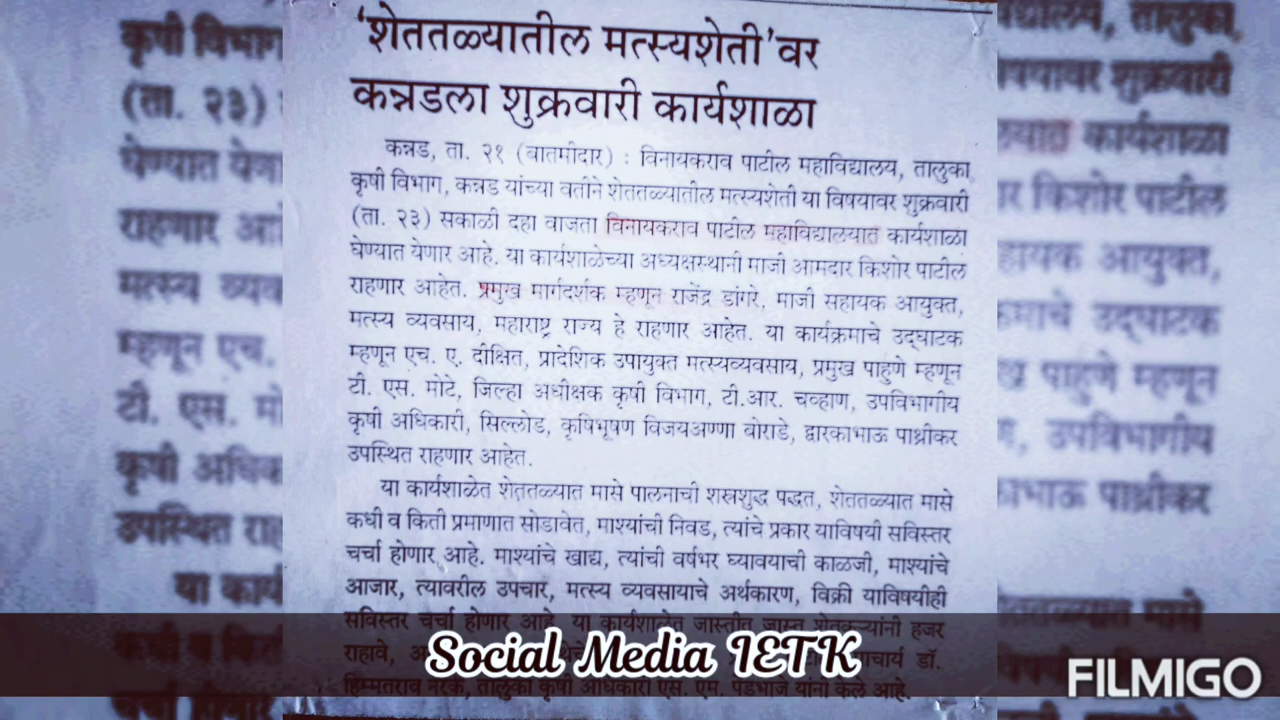 'शेततळ्यातील मत्स्यशेती'वर
कन्नडला शुक्रवारी कार्यशाळा
कन्नड, ता. २१ (बातमीदार) : विनायकराव पाटील महाविद्यालय, तालुका
कृषी विभाग, कन्नड यांच्या वतीने शेततळ्यातील मत्स्यशेती या विषयावर शुक्रवारी
(ता. २३) सकाळी दहा वाजता विनायकराव पाटील महाविद्यालयात कार्यशाळा
घेण्यात येणार आहे. या कार्यशाळेच्या अध्यक्षस्थानी माजी आमदार किशोर पाटील
राहणार आहेत. प्रमुख मार्गदर्शक म्हणून राजेंद्र डांगरे, माजी सहायक आयुक्त,
मत्स्य व्यवसाय, महाराष्ट्र राज्य हे राहणार आहेत. या कार्यक्रमाचे उद्‌घाटक
म्हणून एच. ए. दीक्षित, प्रादेशिक उपायुक्त मत्स्यव्यवसाय, प्रमुख पाहुणे म्हणून
टी. एस. मोटे, जिल्हा अधीक्षक कृषी विभाग, टी.आर. चव्हाण, उपविभागीय
कृषी अधिकारी, सिल्लोड, कृषिभूषण विजयअण्णा बोराडे, द्वारकाभाऊ पाथ्रीकर
उपस्थित राहणार आहेत.
या कार्यशाळेत शेततळ्यात मासे पालनाची शास्त्रशुद्ध पद्धत, शेततळ्यात मासे
कधी व किती प्रमाणात सोडावेत, माश्यांची निवड, त्यांचे प्रकार याविषयी सविस्तर
चर्चा होणार आहे. माश्यांचे खाद्य, त्यांची वर्षभर घ्यावयाची काळजी, माश्यांचे
आजार, त्यावरील उपचार, मत्स्य व्यवसायाचे अर्थकारण, विक्री याविषयीही
सविस्तर चर्चा होणार आहे. या कार्यशाळेत जास्तीत जास्त शेतकऱ्यांनी हजर
राहावे, प्राचार्य डॉ.
हिम्मतराव नरके, तालुका कृषी अधिकारी एस. एम. पडभाजे यांनी केले आहे.
Social Media IETK
FILMIGO